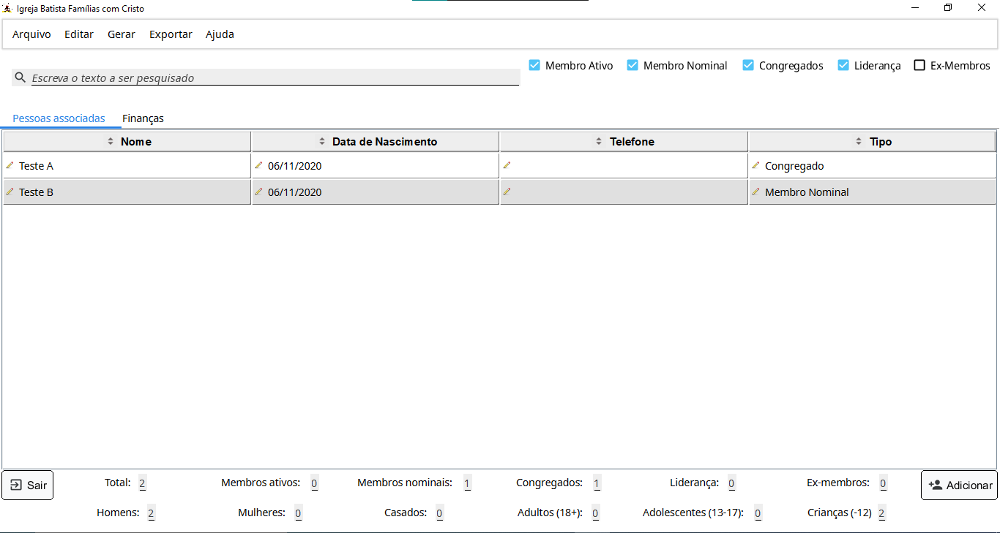 Igreja Batista Famílias com Cristo
Arquivo Editar Gerar Exportar Ajuda
Membro Ativo Membro Nominal Congregados Liderança Ex-Membros
Escreva o texto a ser pesquisado
Pessoas associadas Finanças
Nome Data de Nascimento Telefone Tipo
Teste A 06/11/2020 Congregado
Teste B 06/11/2020 Membro Nominal
Sair Total: 2 Membros ativos: 0 Membros nominais: 1 Congregados: 1 Liderança: 0 Ex-membros: 0 Adicionar
Homens: 2 Mulheres: 0 Casados: 0 Adultos (18+): 0 Adolescentes (13-17): 0 Crianças (-12) 2